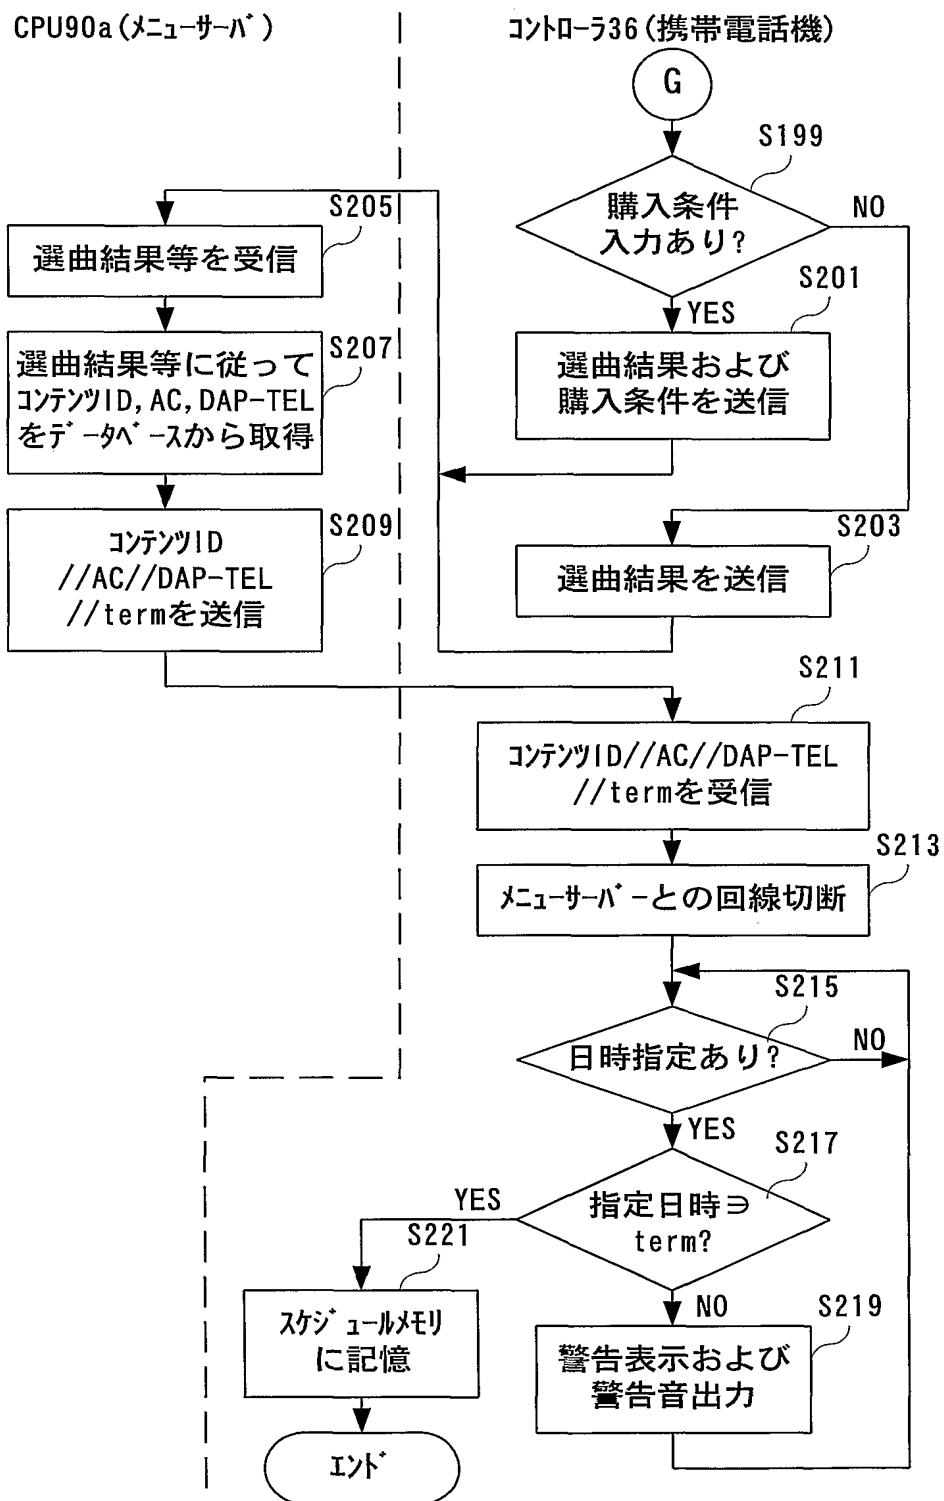 CPU90a(ﾒﾆｭｰｻｰﾊﾞ)
ｺﾝﾄﾛｰﾗ36(携帯電話機)
G
S199
購入条件
入力あり?
NO
YES
S201
選曲結果および
購入条件を送信
S203
選曲結果を送信
S205
選曲結果等を受信
S207
選曲結果等に従って
ｺﾝﾃﾝﾂID,AC,DAP-TEL
をﾃﾞｰﾀﾍﾞｰｽから取得
S209
ｺﾝﾃﾝﾂID
//AC//DAP-TEL
//termを送信
S211
ｺﾝﾃﾝﾂID//AC//DAP-TEL
//termを受信
S213
ﾒﾆｭｰｻｰﾊﾞｰとの回線切断
S215
日時指定あり?
NO
YES
S217
指定日時∋
term?
YES
NO
S219
警告表示および
警告音出力
S221
ｽｹｼﾞｭｰﾙﾒﾓﾘ
に記憶
ｴﾝﾄﾞ